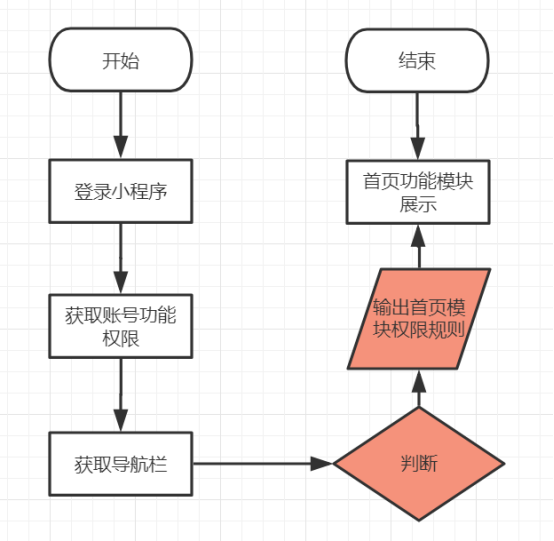 开始
登录小程序
获取账号功能
权限
获取导航栏
判断
输出首页模
块权限规则
首页功能模块
展示
结束